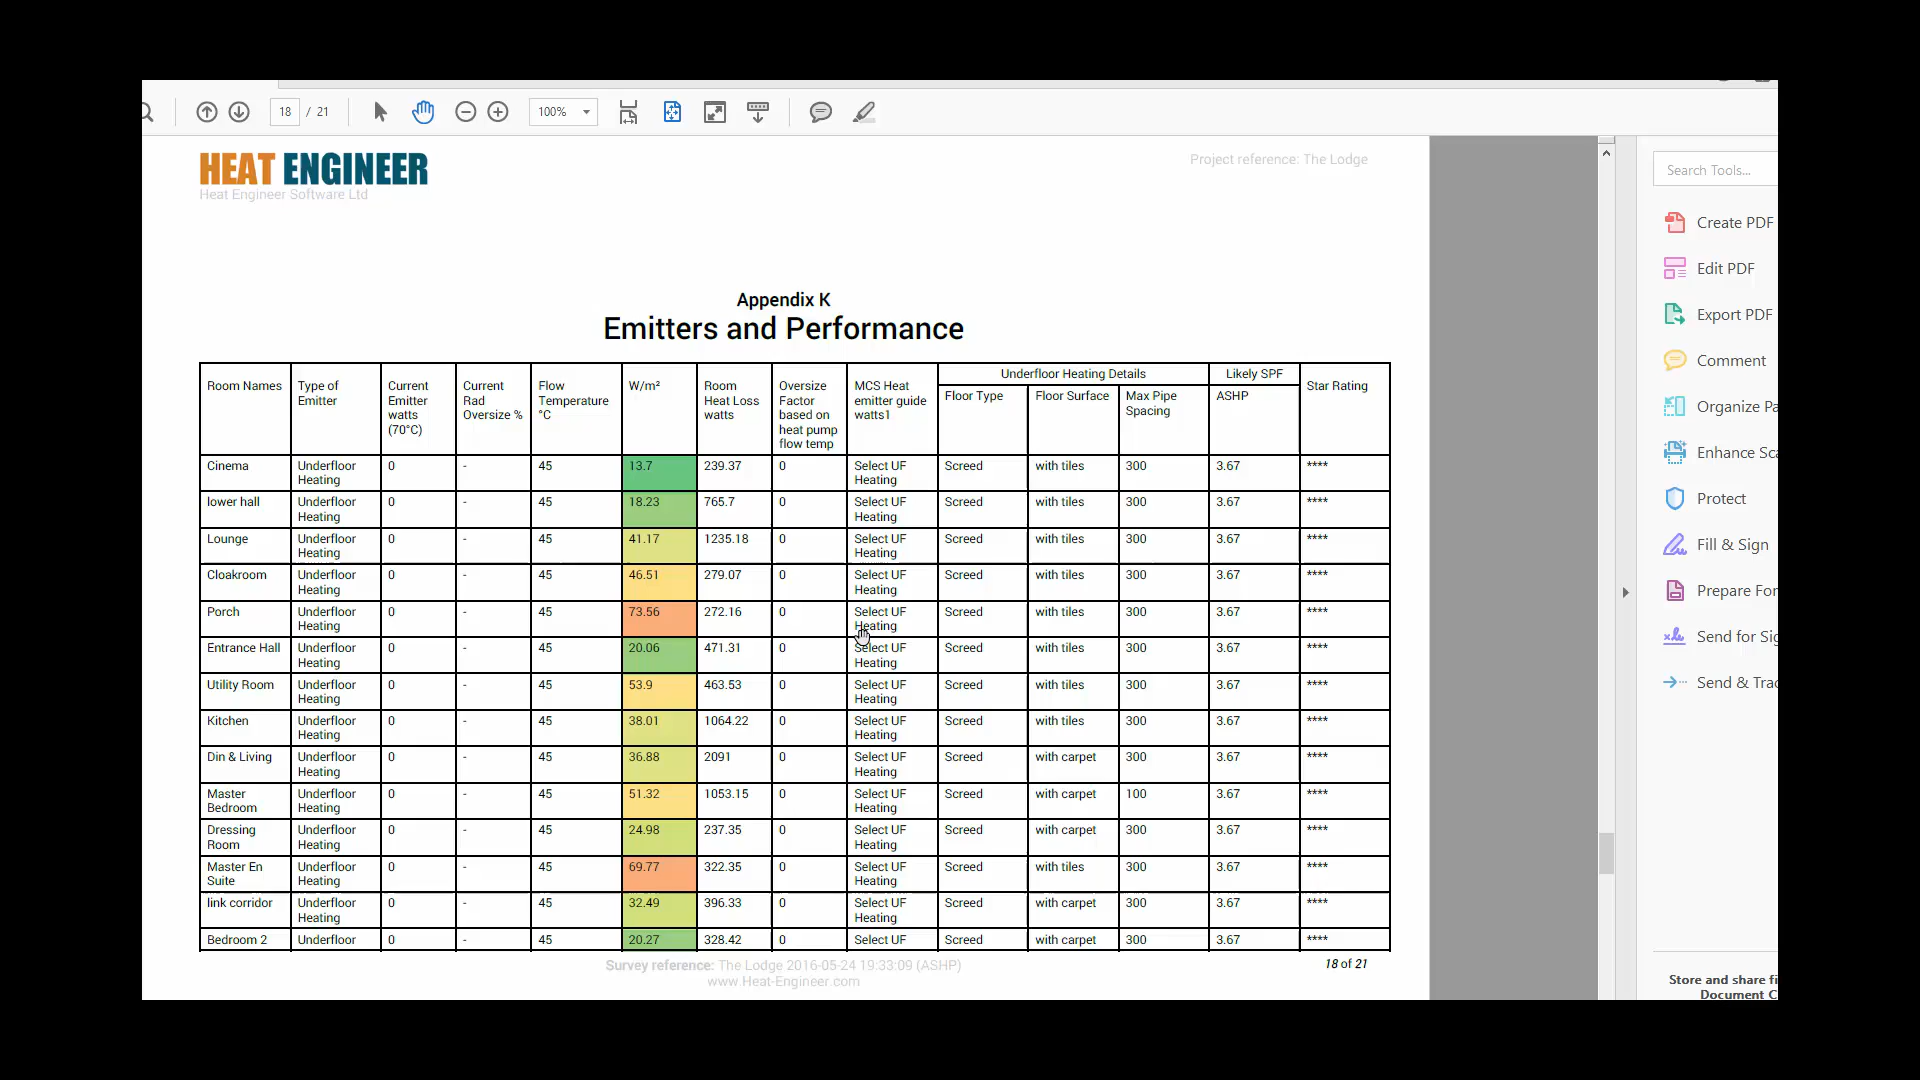 18 / 21
100%
HEAT ENGINEER
Heat Engineer Software Ltd
Project reference: The Lodge
Search Tools...
Create PDF
Edit PDF
Export PDF
Comment
Organize Pa
Enhance Sca
Protect
Fill & Sign
Prepare For
Send for Sig
Send & Trac
Store and share fi
Document C
Appendix K
Emitters and Performance
Room Names Type of Emitter Current Emitter watts (70°C) Current Rad Oversize % Flow Temperature °C W/m² Room Heat Loss watts Oversize Factor based on heat pump flow temp MCS Heat emitter guide watts1 Underfloor Heating Details Likely SPF Star Rating
Floor Type Floor Surface Max Pipe Spacing ASHP
Cinema Underfloor Heating 0 - 45 13.7 239.37 0 Select UF Heating Screed with tiles 300 3.67 ****
lower hall Underfloor Heating 0 - 45 18.23 765.7 0 Select UF Heating Screed with tiles 300 3.67 ****
Lounge Underfloor Heating 0 - 45 41.17 1235.18 0 Select UF Heating Screed with tiles 300 3.67 ****
Cloakroom Underfloor Heating 0 - 45 46.51 279.07 0 Select UF Heating Screed with tiles 300 3.67 ****
Porch Underfloor Heating 0 - 45 73.56 272.16 0 Select UF Heating Screed with tiles 300 3.67 ****
Entrance Hall Underfloor Heating 0 - 45 20.06 471.31 0 Select UF Heating Screed with tiles 300 3.67 ****
Utility Room Underfloor Heating 0 - 45 53.9 463.53 0 Select UF Heating Screed with tiles 300 3.67 ****
Kitchen Underfloor Heating 0 - 45 38.01 1064.22 0 Select UF Heating Screed with tiles 300 3.67 ****
Din & Living Underfloor Heating 0 - 45 36.88 2091 0 Select UF Heating Screed with carpet 300 3.67 ****
Master Bedroom Underfloor Heating 0 - 45 51.32 1053.15 0 Select UF Heating Screed with carpet 100 3.67 ****
Dressing Room Underfloor Heating 0 - 45 24.98 237.35 0 Select UF Heating Screed with carpet 300 3.67 ****
Master En Suite Underfloor Heating 0 - 45 69.77 322.35 0 Select UF Heating Screed with tiles 300 3.67 ****
link corridor Underfloor Heating 0 - 45 32.49 396.33 0 Select UF Heating Screed with carpet 300 3.67 ****
Bedroom 2 Underfloor 0 - 45 20.27 328.42 0 Select UF Screed with carpet 300 3.67 ****
Survey reference: The Lodge 2016-05-24 19:33:09 (ASHP)
www.Heat-Engineer.com
18 of 21